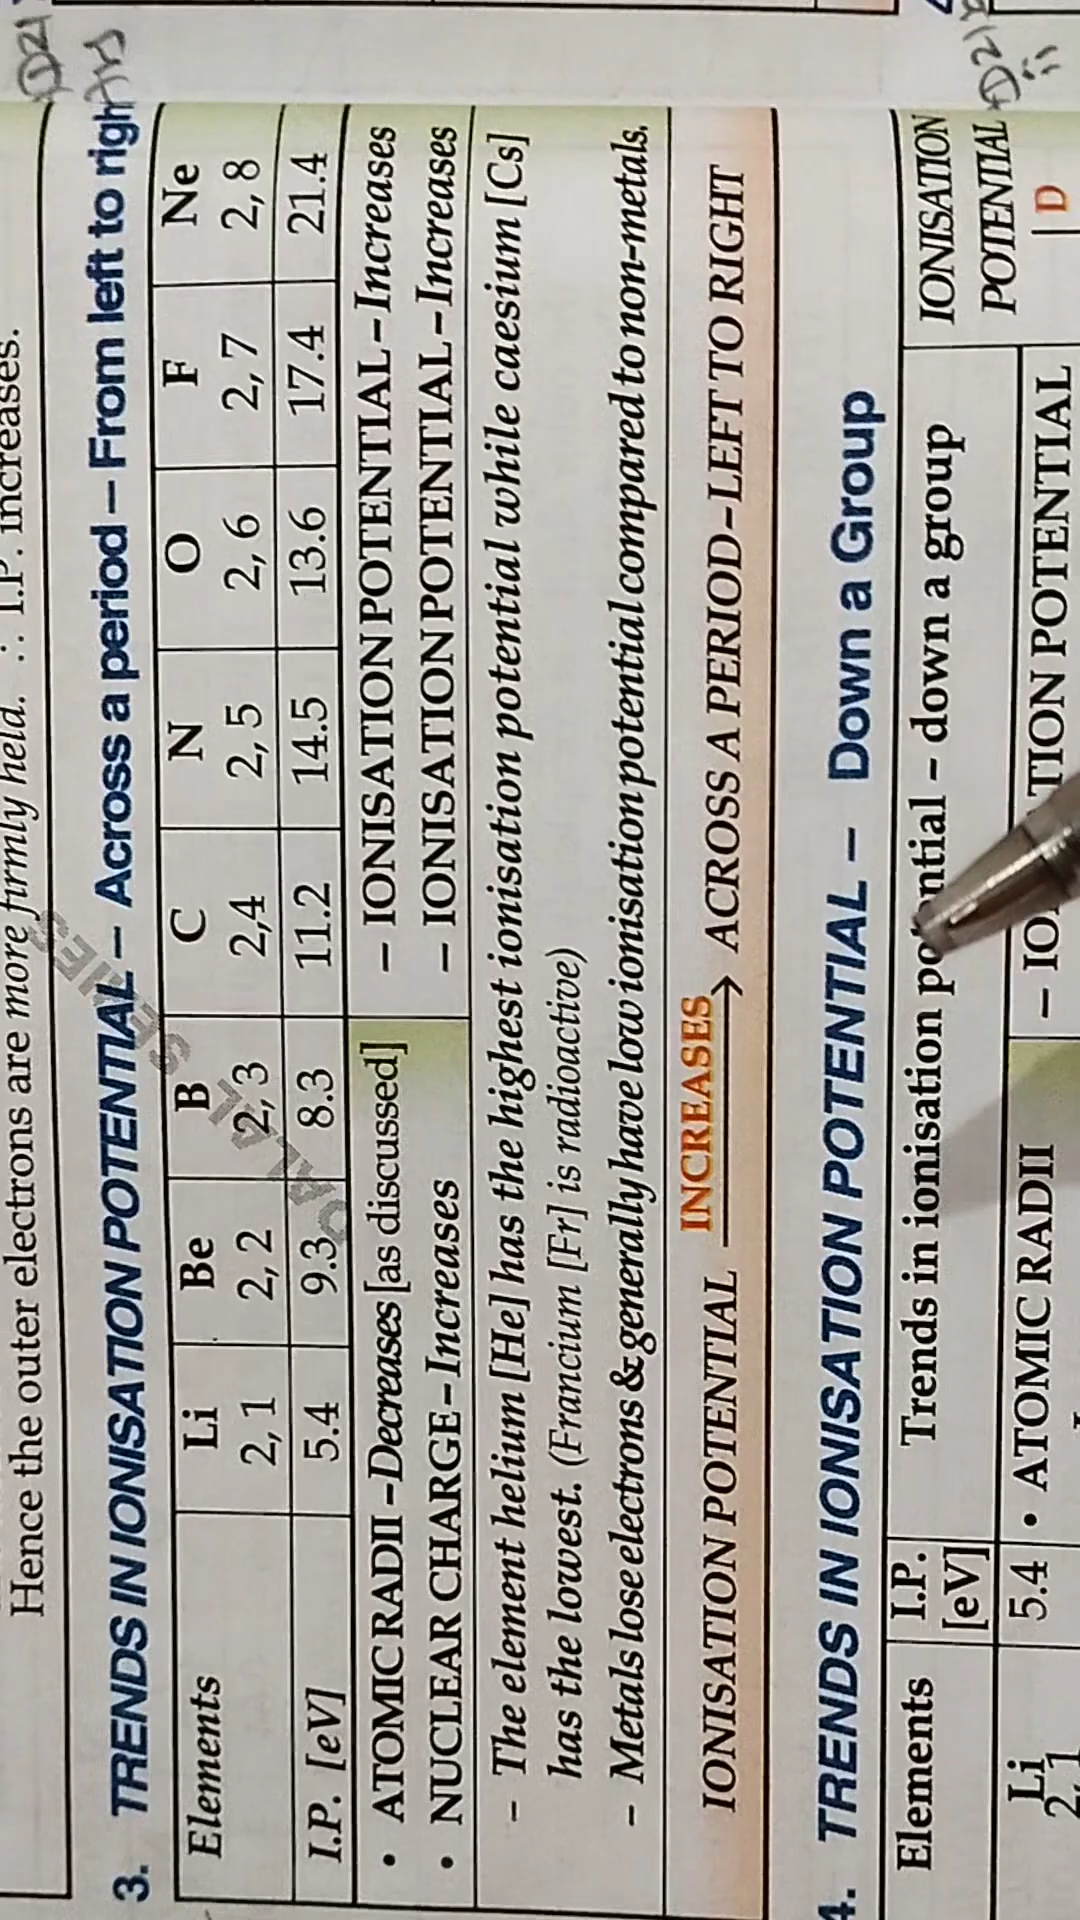 Hence the outer electrons are more firmly held. ∴ I.P. increases.
3. TRENDS IN IONISATION POTENTIAL – Across a period – From left to right
Elements Li Be B C N O F Ne
2, 1 2, 2 2, 3 2,4 2, 5 2, 6 2, 7 2, 8
I.P. [eV] 5.4 9.3 8.3 11.2 14.5 13.6 17.4 21.4
• ATOMIC RADII – Decreases [as discussed] – IONISATION POTENTIAL – Increases
• NUCLEAR CHARGE – Increases – IONISATION POTENTIAL – Increases
– The element helium [He] has the highest ionisation potential while caesium [Cs]
has the lowest. (Francium [Fr] is radioactive)
– Metals lose electrons & generally have low ionisation potential compared to non-metals.
INCREASES
IONISATION POTENTIAL → ACROSS A PERIOD – LEFT TO RIGHT
4. TRENDS IN IONISATION POTENTIAL – Down a Group
Elements I.P. Trends in ionisation – down a group IONISATION
[eV] POTENTIAL
Li 5.4 • ATOMIC RADII – POTENTIAL D
2, 1
DALAL SERIES